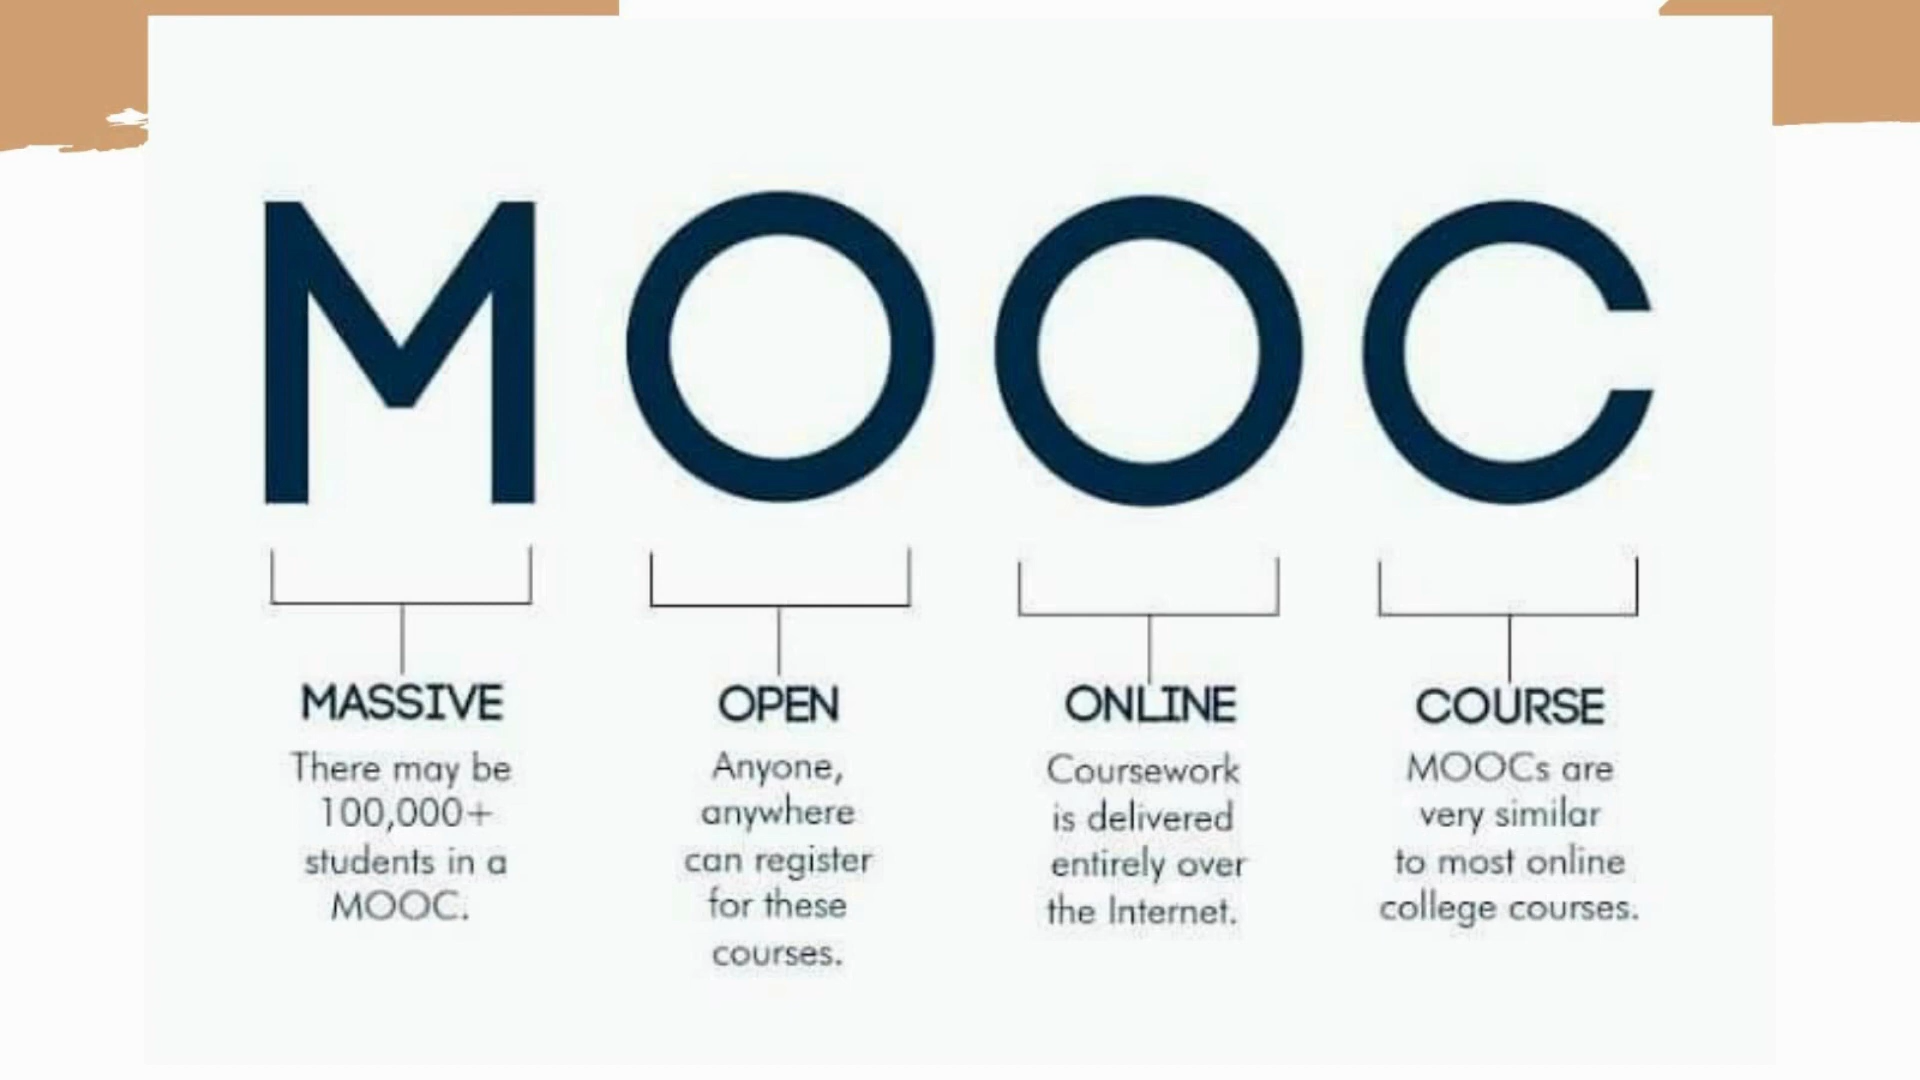 MOOC
MASSIVE
There may be
100,000+
students in a
MOOC.
OPEN
Anyone,
anywhere
can register
for these
courses.
ONLINE
Coursework
is delivered
entirely over
the Internet.
COURSE
MOOCs are
very similar
to most online
college courses.